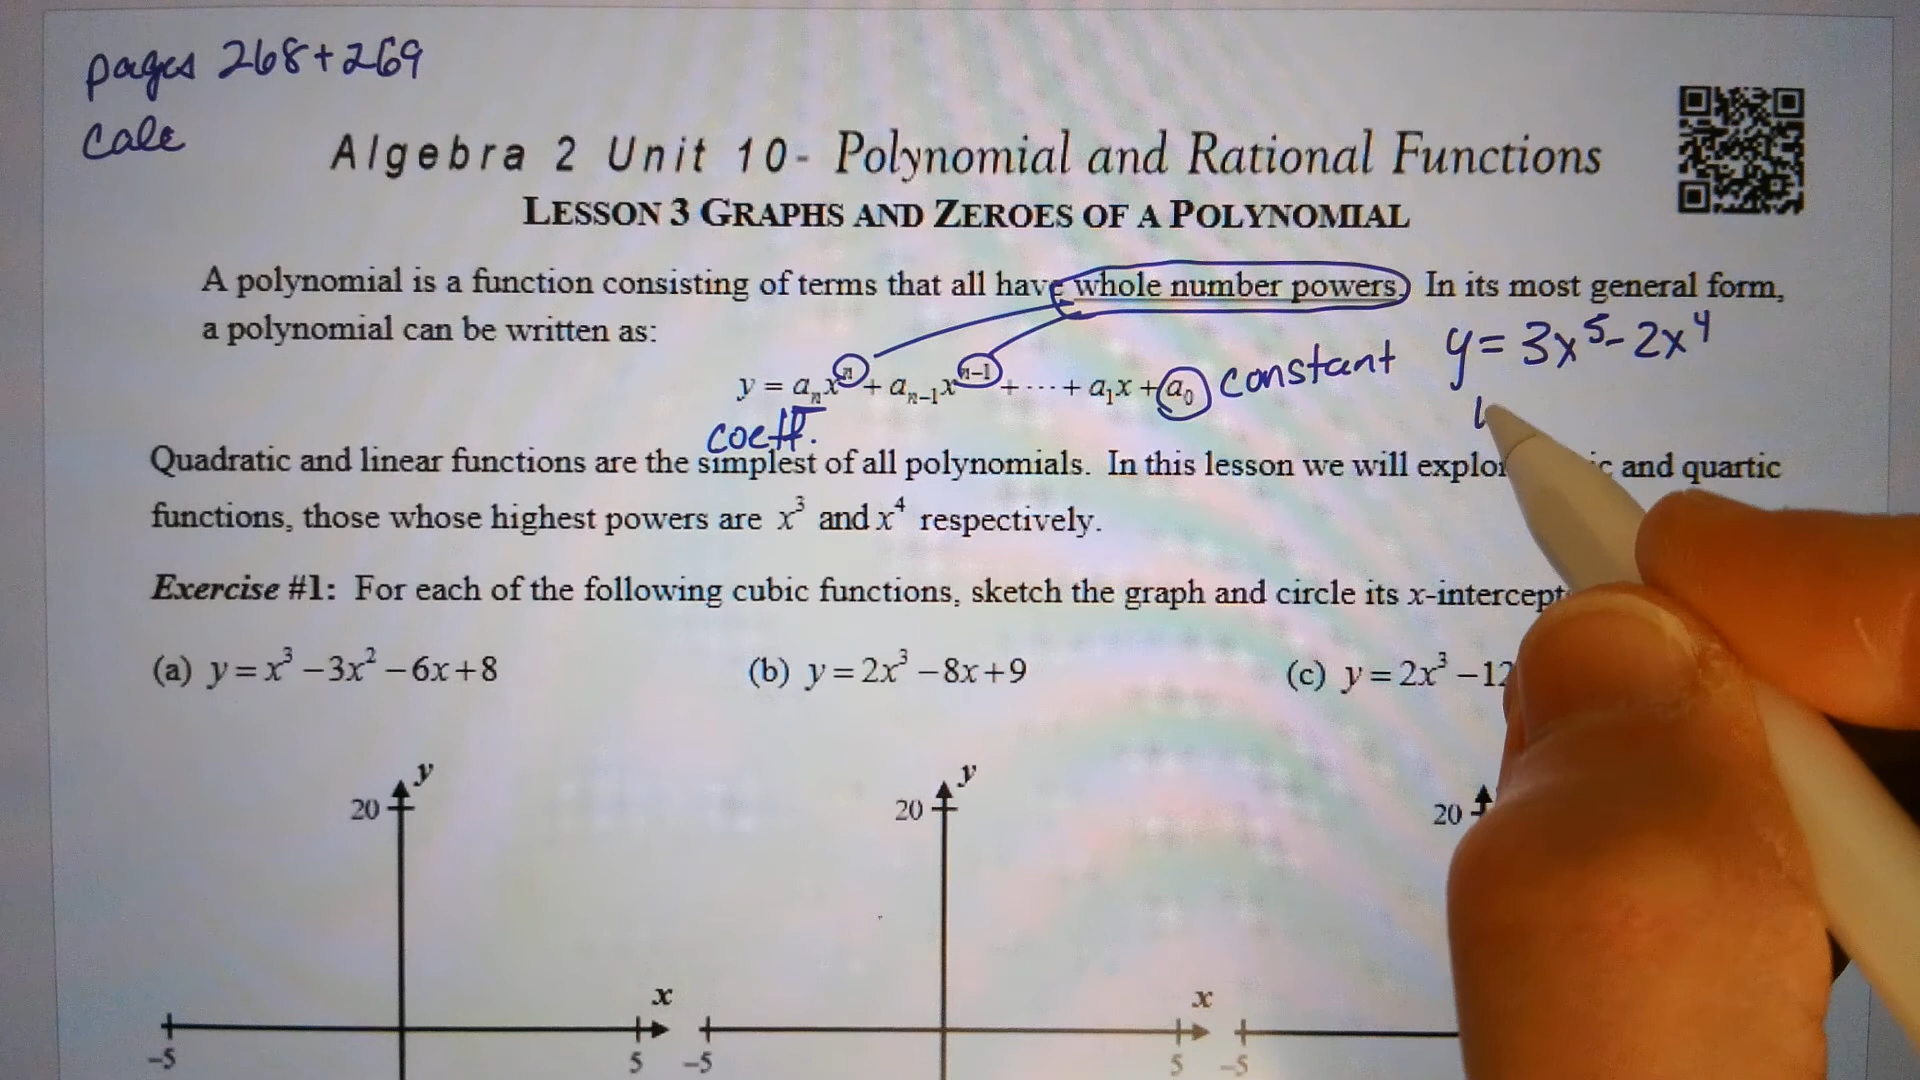 pages 268+269
calc
Algebra 2 Unit 10- Polynomial and Rational Functions
LESSON 3 GRAPHS AND ZEROES OF A POLYNOMIAL
A polynomial is a function consisting of terms that all have whole number powers. In its most general form,
a polynomial can be written as:
y = 3x⁵ - 2x⁴
y = aₙxⁿ + aₙ₋₁xⁿ⁻¹ + ⋯ + a₁x + a₀ constant
coeff.
Quadratic and linear functions are the simplest of all polynomials. In this lesson we will and quartic
functions, those whose highest powers are x³ and x⁴ respectively.
Exercise #1: For each of the following cubic functions, sketch the graph and circle its x-intercept
(a) y = x³ − 3x² − 6x + 8 (b) y = 2x³ − 8x + 9 (c) y = 2x³ − 12
y y
20 20 20
x x
-5 5 -5 5 -5